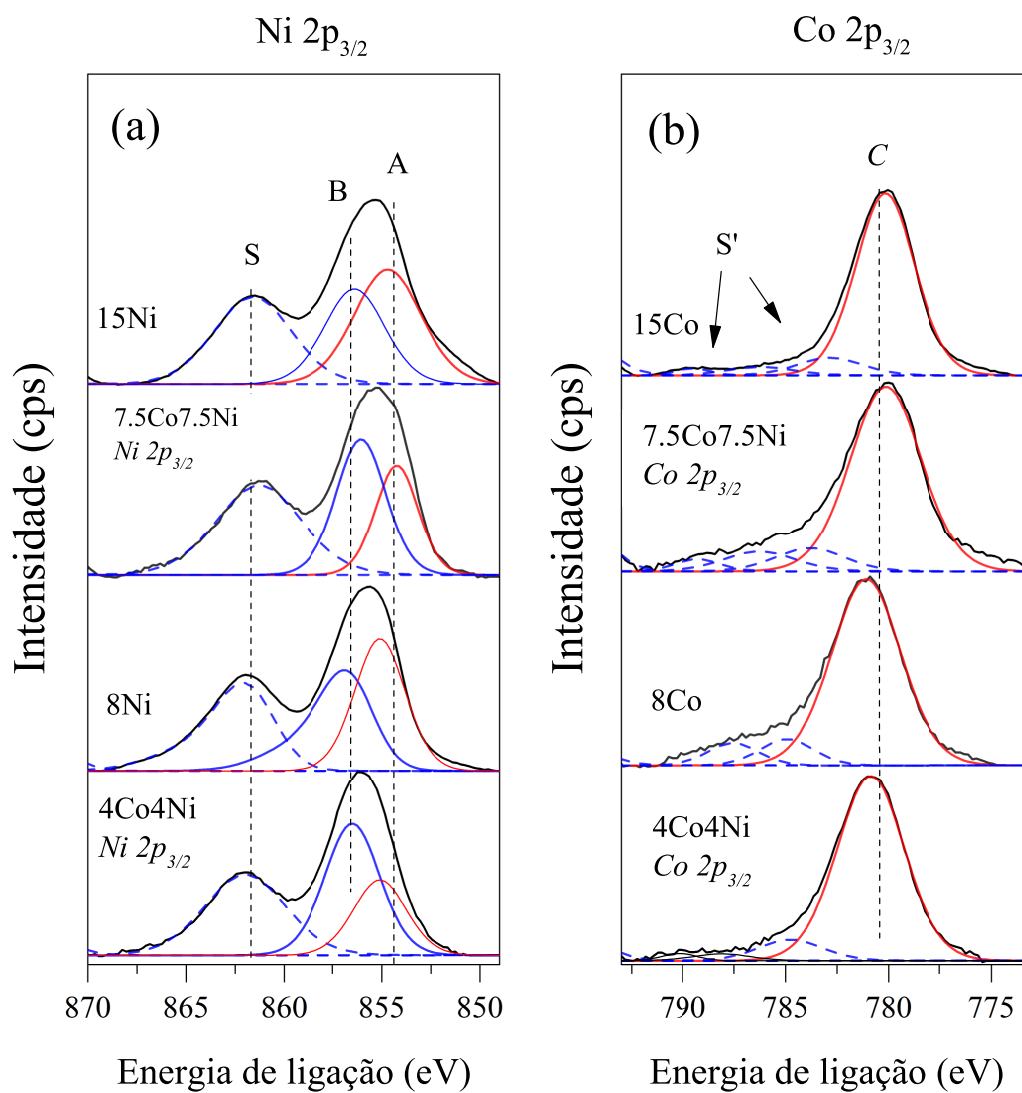 Ni 2p3/2
Co 2p3/2
(a)
A
B
S
15Ni
7.5Co7.5Ni
Ni 2p3/2
8Ni
4Co4Ni
Ni 2p3/2
Intensidade (cps)
870 865 860 855 850
Energia de ligação (eV)
(b)
C
S'
15Co
7.5Co7.5Ni
Co 2p3/2
8Co
4Co4Ni
Co 2p3/2
Intensidade (cps)
790 785 780 775
Energia de ligação (eV)